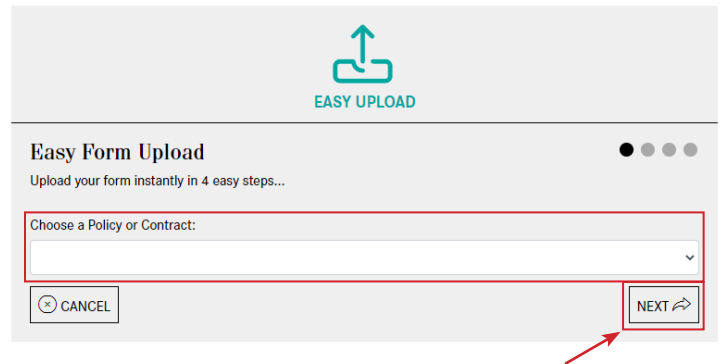 EASY UPLOAD
Easy Form Upload
Upload your form instantly in 4 easy steps...
Choose a Policy or Contract:
CANCEL
NEXT